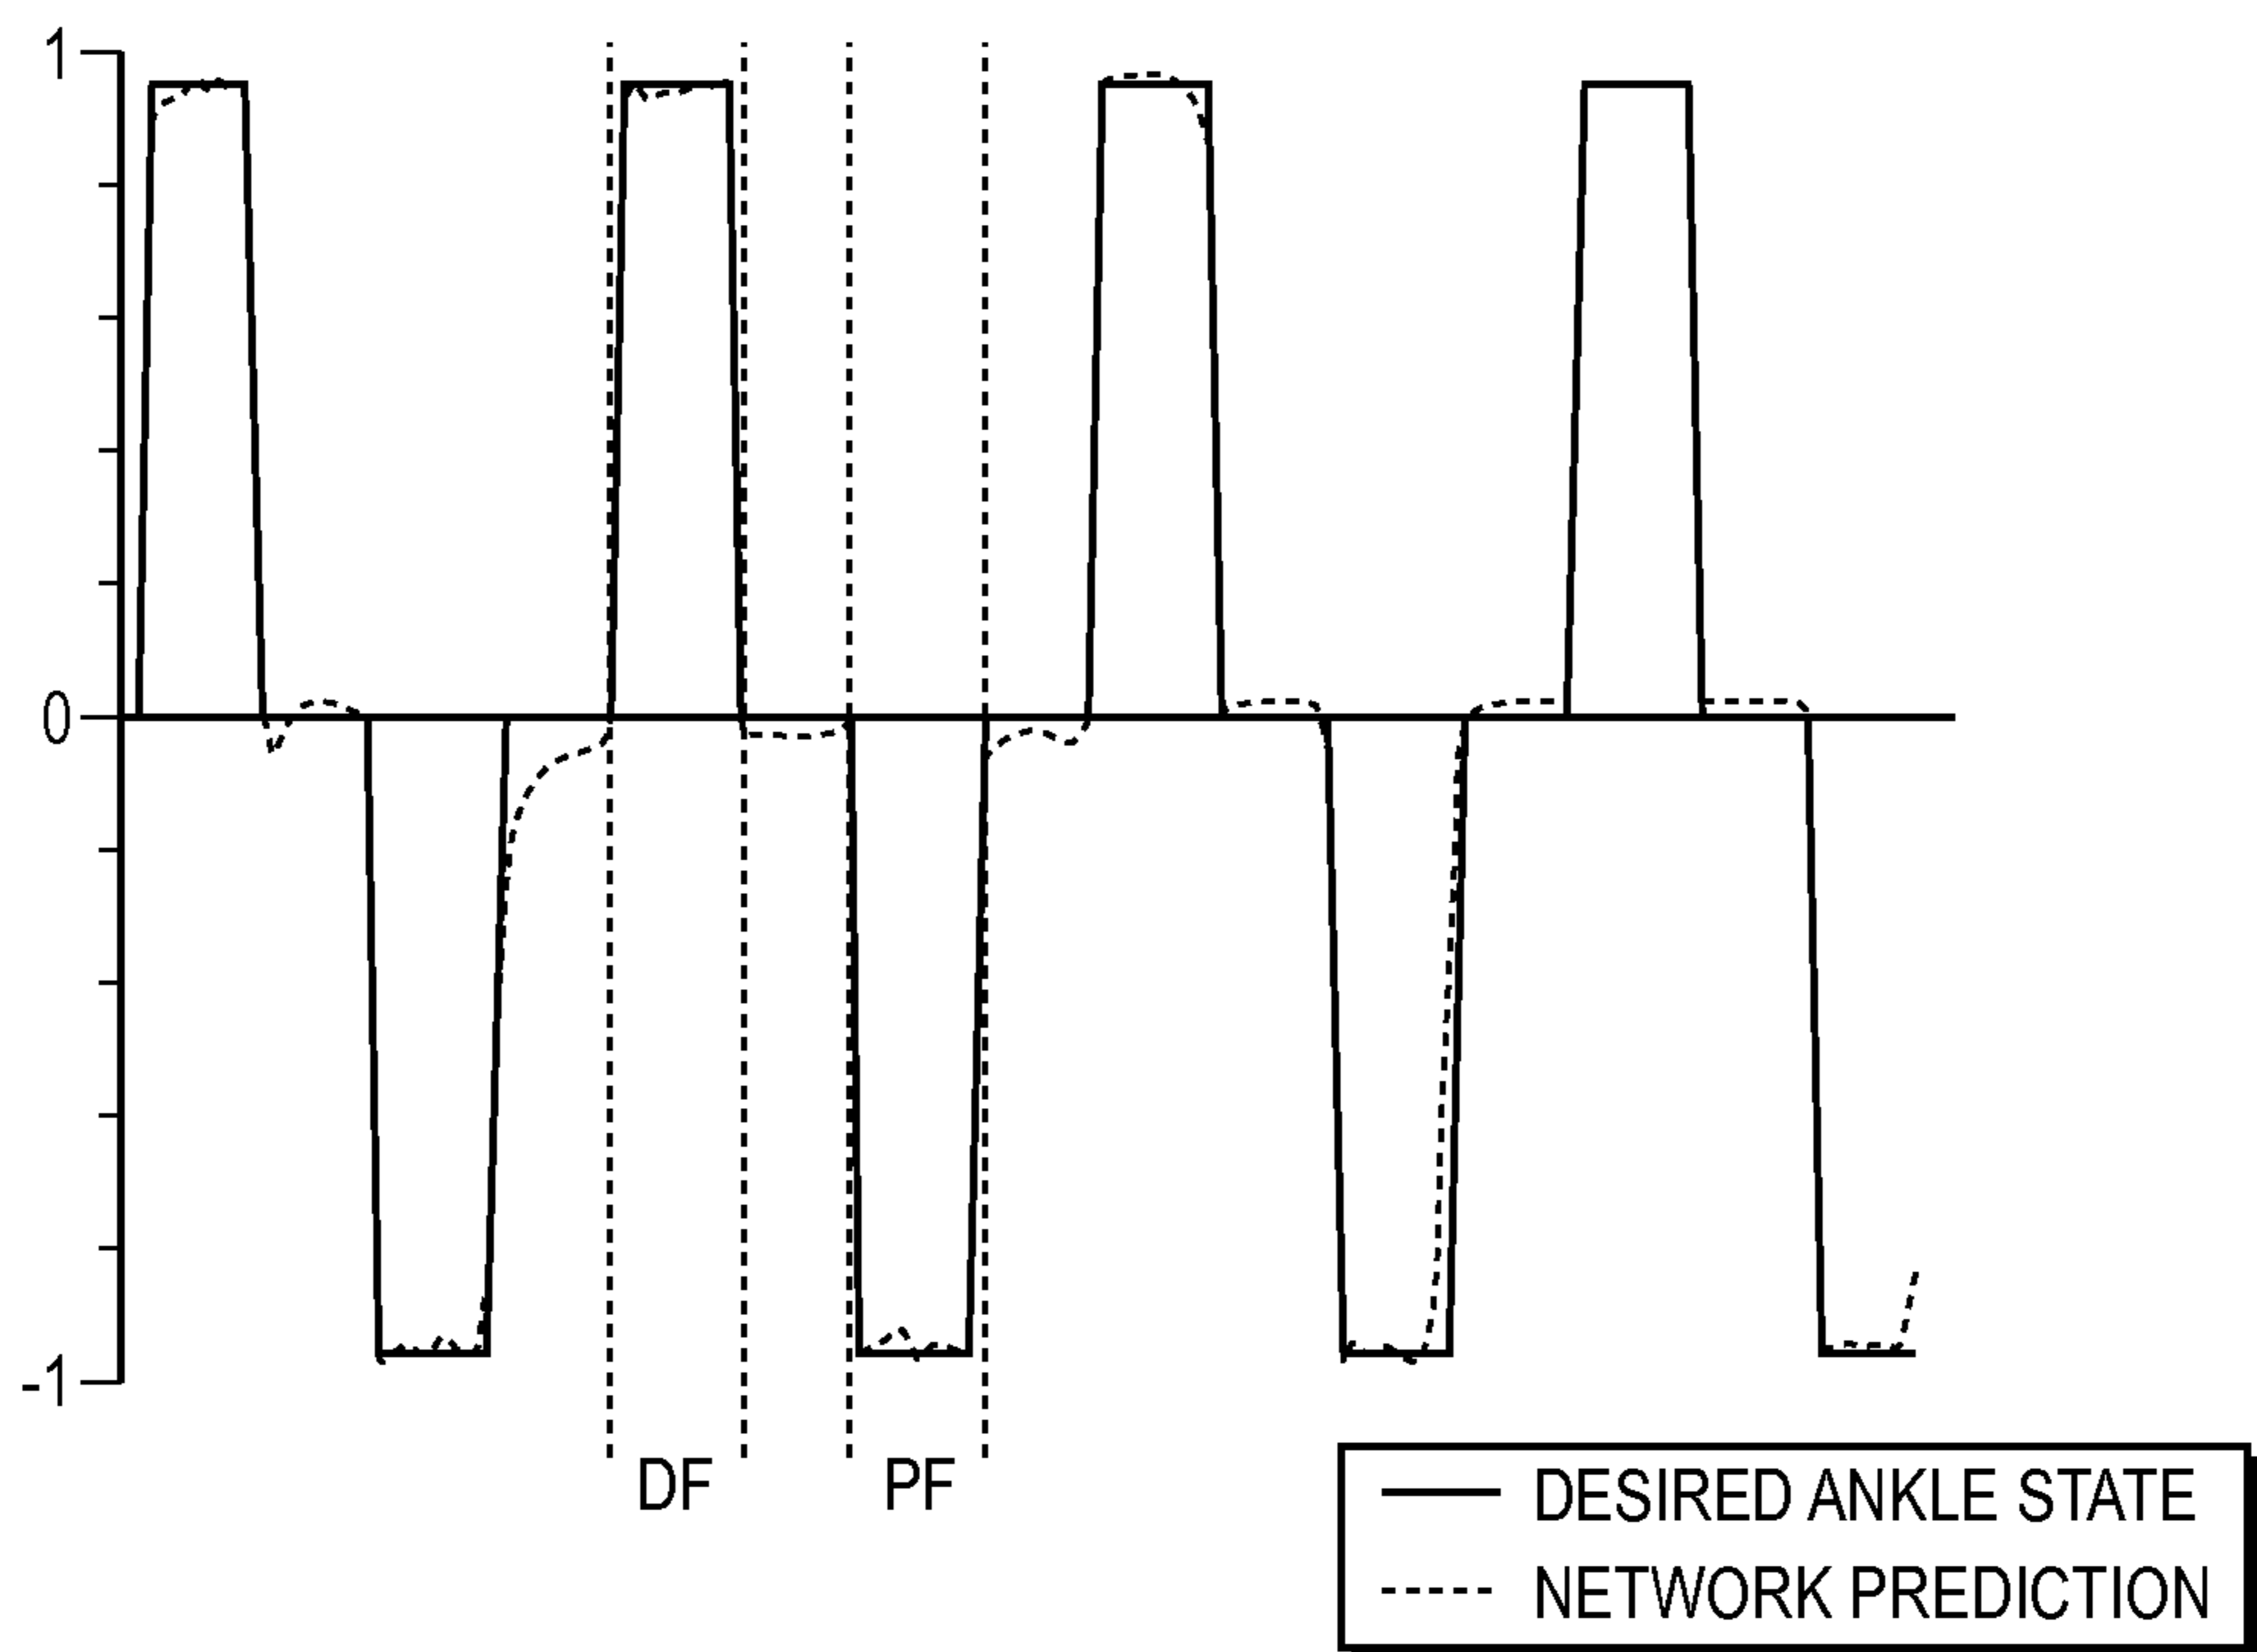 1
0
-1
DF PF
DESIRED ANKLE STATE
NETWORK PREDICTION